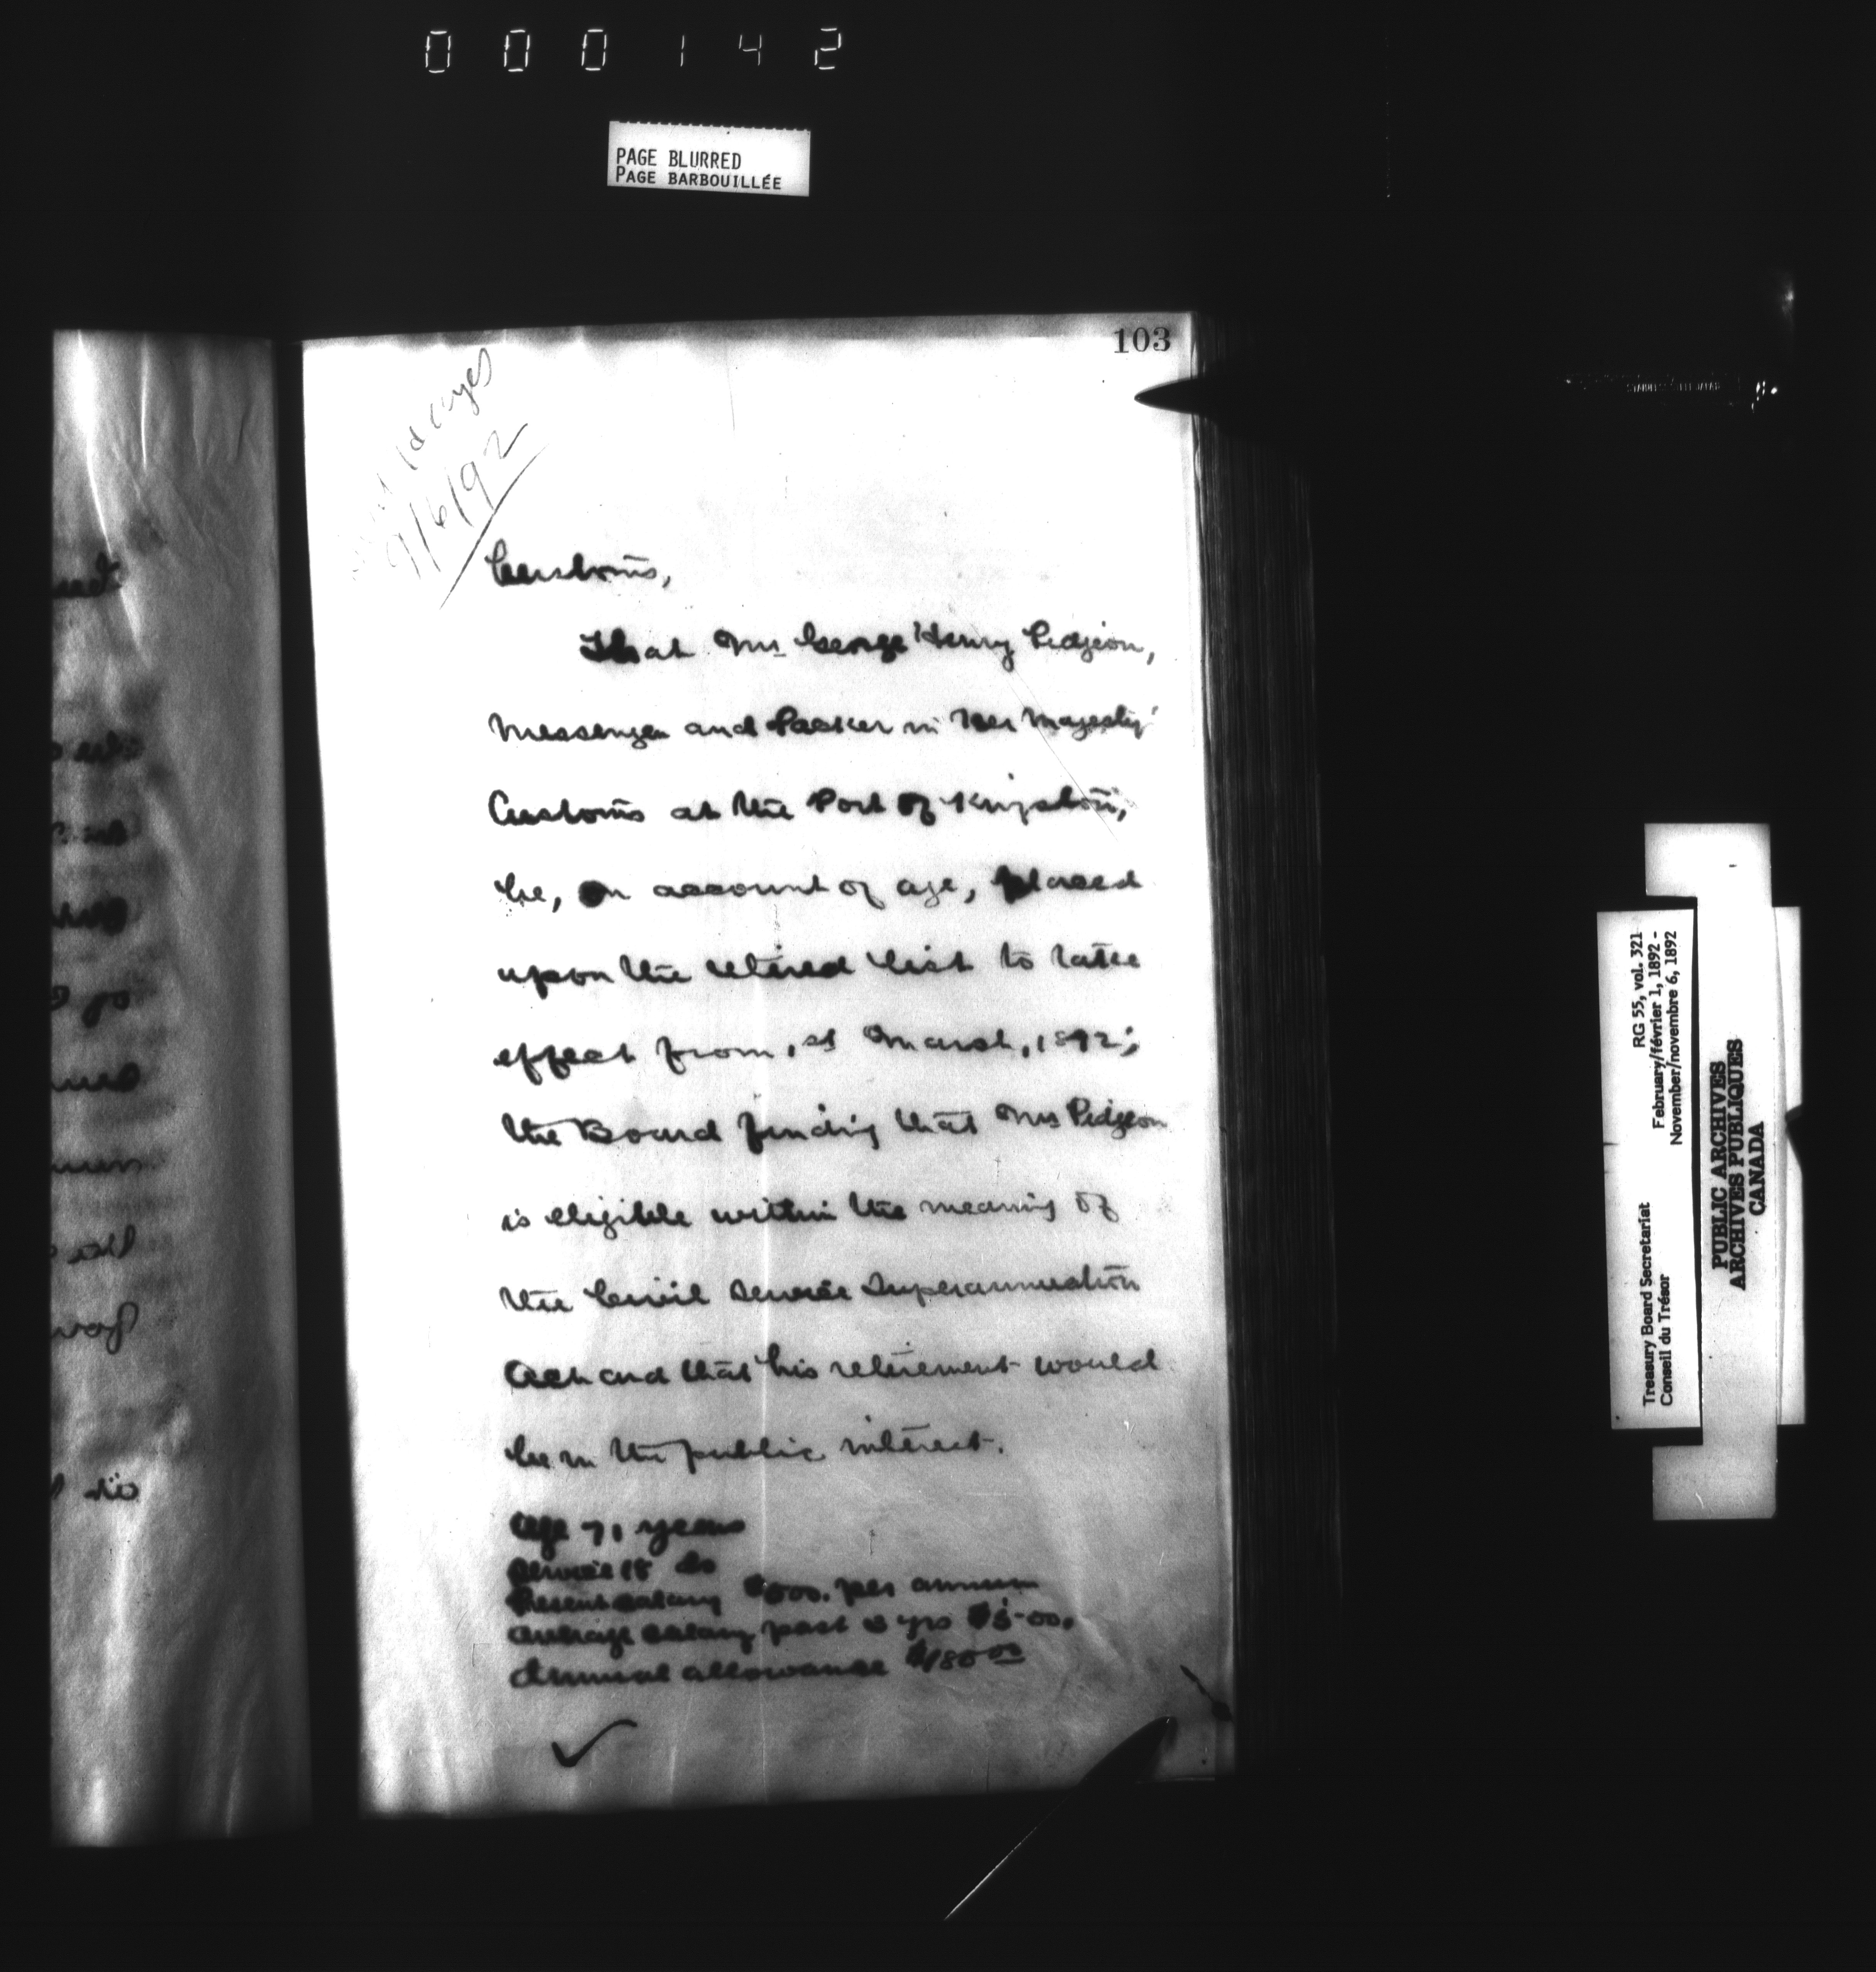 000142
PAGE BLURRED
PAGE BARBOUILLÉE
103
9/6/92
Customs,
That Mr George Henry Pidgeon,
Messenger and Packer in Her Majesty'
Customs at the Port of Kingston,
be, on account of age, placed
upon the retired list to take
effect from 1st March, 1892;
the Board finding that Mr Pidgeon
is eligible within the meaning of
the Civil Service Superannuation
Act and that his retirement would
be in the public interest.
Age 71 years
Service 18 do
Present salary per annum
average salary past 3 yrs $500.
Annual allowance $180 00
RG 55, vol. 321
February/février 1, 1892 -
November/novembre 6, 1892
Treasury Board Secretariat
Conseil du Trésor
PUBLIC ARCHIVES
ARCHIVES PUBLIQUES
CANADA